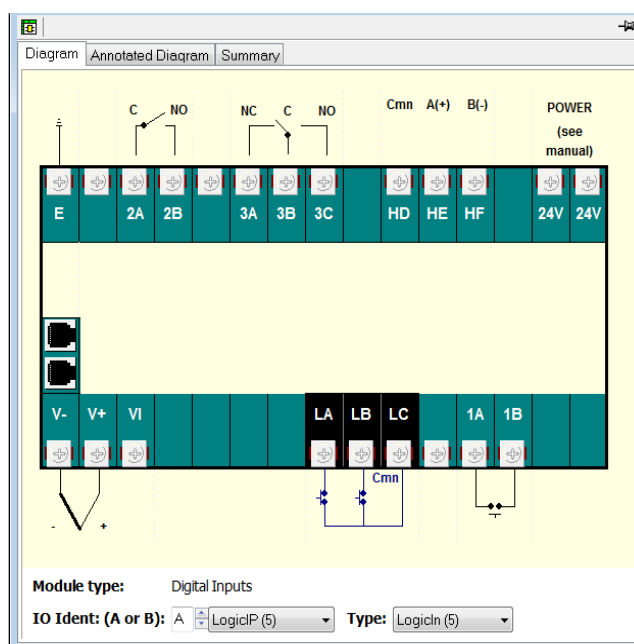 Diagram Annotated Diagram Summary
C NO NC C NO Cmn A(+) B(-) POWER
(see
manual)
E 2A 2B 3A 3B 3C HD HE HF 24V 24V
V- V+ VI LA LB LC 1A 1B
Cmn
- +
Module type: Digital Inputs
IO Ident: (A or B): A LogicIP (5) Type: LogicIn (5)